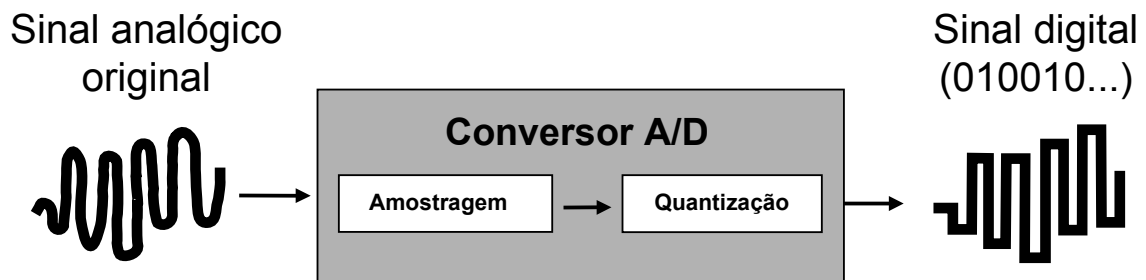 Sinal analógico
original
Sinal digital
(010010...)
Conversor A/D
Amostragem
Quantização